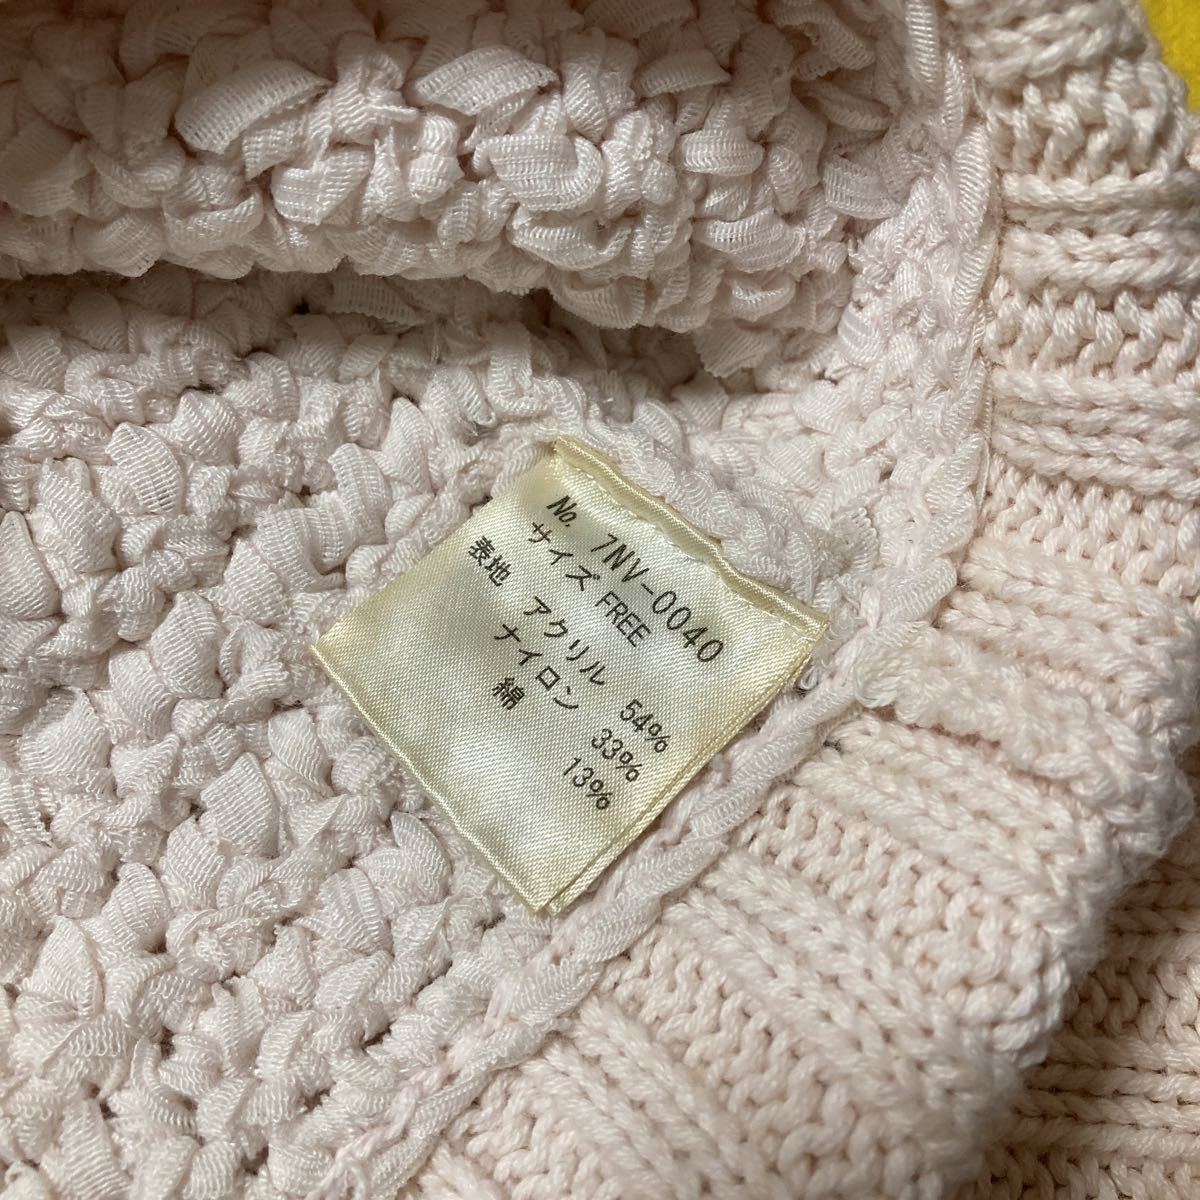 No. 7NV-0040
サイズ FREE
表地 アクリル 54%
ナイロン 33%
綿 13%